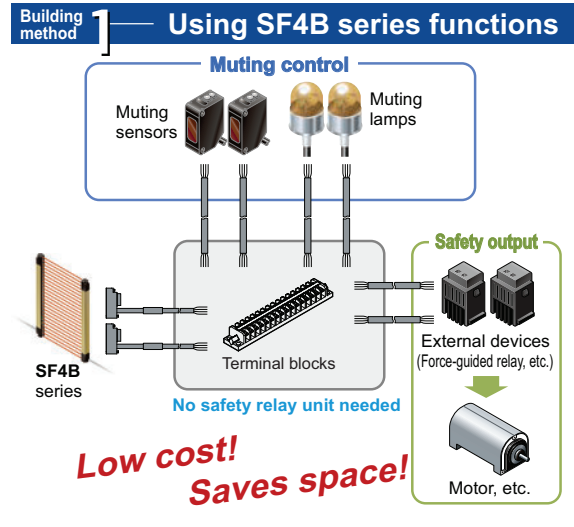 Building
method 1
Using SF4B series functions
Muting control
Muting
sensors
Muting
lamps
Safety output
Terminal blocks
External devices
(Force-guided relay, etc.)
SF4B
series
No safety relay unit needed
Low cost!
Saves space!
Motor, etc.